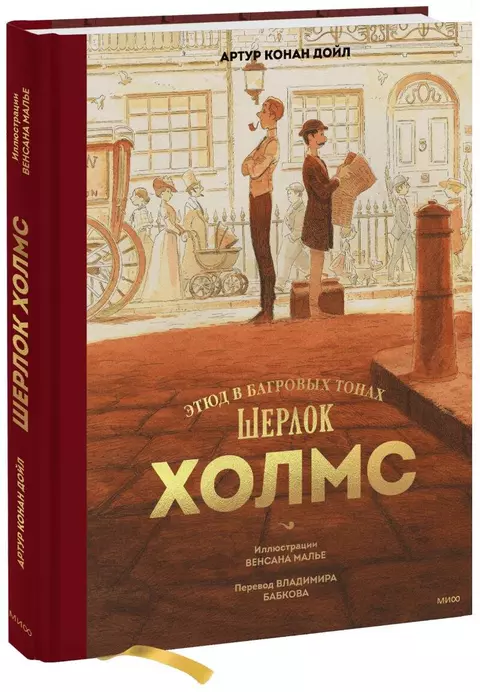 АРТУР КОНАН ДОЙЛ
ЭТЮД В БАГРОВЫХ ТОНАХ
ШЕРЛОК
ХОЛМС
Иллюстрации
ВЕНСАНА МАЛЬЕ
Перевод ВЛАДИМИРА
БАБКОВА
МИФ
Иллюстрации
ВЕНСАНА МАЛЬЕ
ШЕРЛОК ХОЛМС
АРТУР КОНАН ДОЙЛ
МИФ